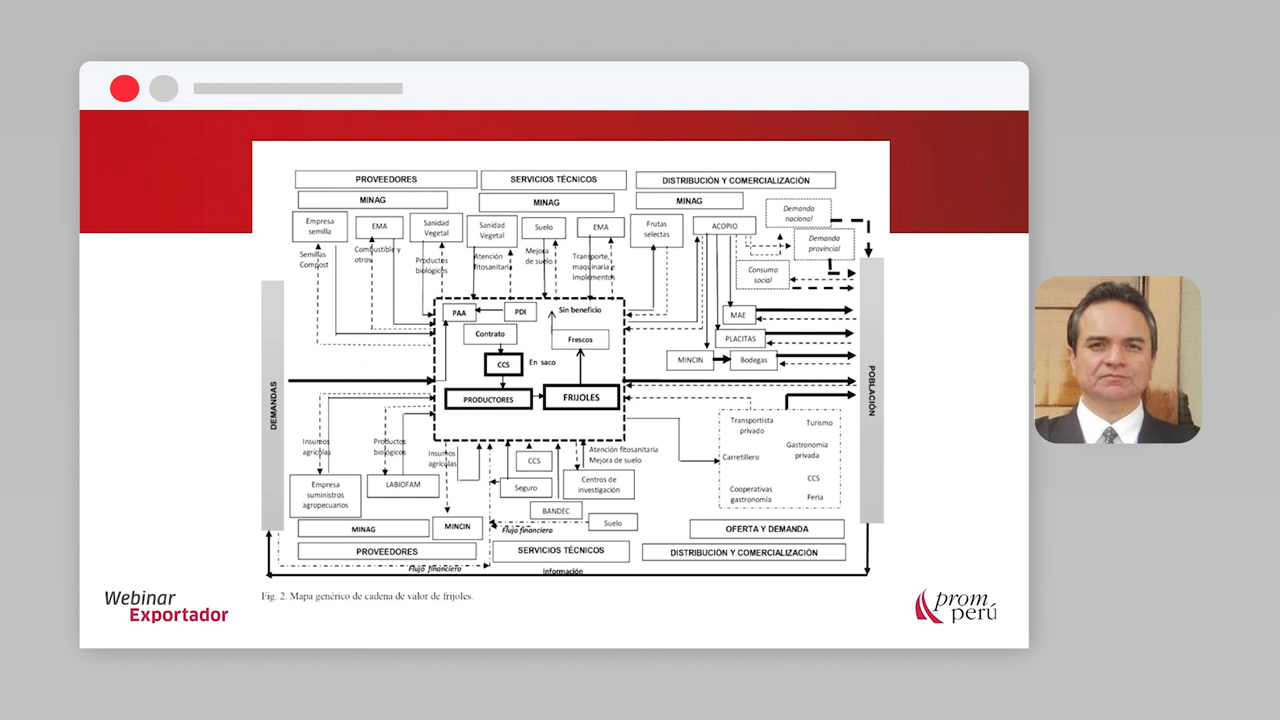 PROVEEDORES
SERVICIOS TÉCNICOS
DISTRIBUCIÓN Y COMERCIALIZACIÓN
MINAG
MINAG
MINAG
Empresa
semilla
EMA
Sanidad
Vegetal
Sanidad
Vegetal
Suelo
EMA
Frutas
selectas
ACOPIO
Demanda
nacional
Demanda
provincial
Consumo
social
Semillas
Compost
Combustible y
otros
Productos
biológicos
Atención
fitosanitaria
Mejora
de suelo
Transporte,
maquinaria e
implementos
PAA
PDI
Sin beneficio
Contrato
Frescos
CCS
En saco
PRODUCTORES
FRIJOLES
MAE
PLACITAS
MINCIN
Bodegas
DEMANDAS
POBLACIÓN
Insumos
agrícolas
Productos
biológicos
Insumos
agrícolas
Atención fitosanitaria
Mejora de suelo
CCS
Seguro
Centros de
investigación
BANDEC
Suelo
Empresa
suministros
agropecuarios
LABIOFAM
Transportista
privado
Turismo
Gastronomía
privada
Carretillero
CCS
Cooperativas
gastronomía
Feria
MINAG
MINCIN
Flujo financiero
OFERTA Y DEMANDA
PROVEEDORES
SERVICIOS TÉCNICOS
DISTRIBUCIÓN Y COMERCIALIZACIÓN
Flujo financiero
Información
Fig. 2. Mapa genérico de cadena de valor de frijoles.
Webinar
Exportador
prom
perú